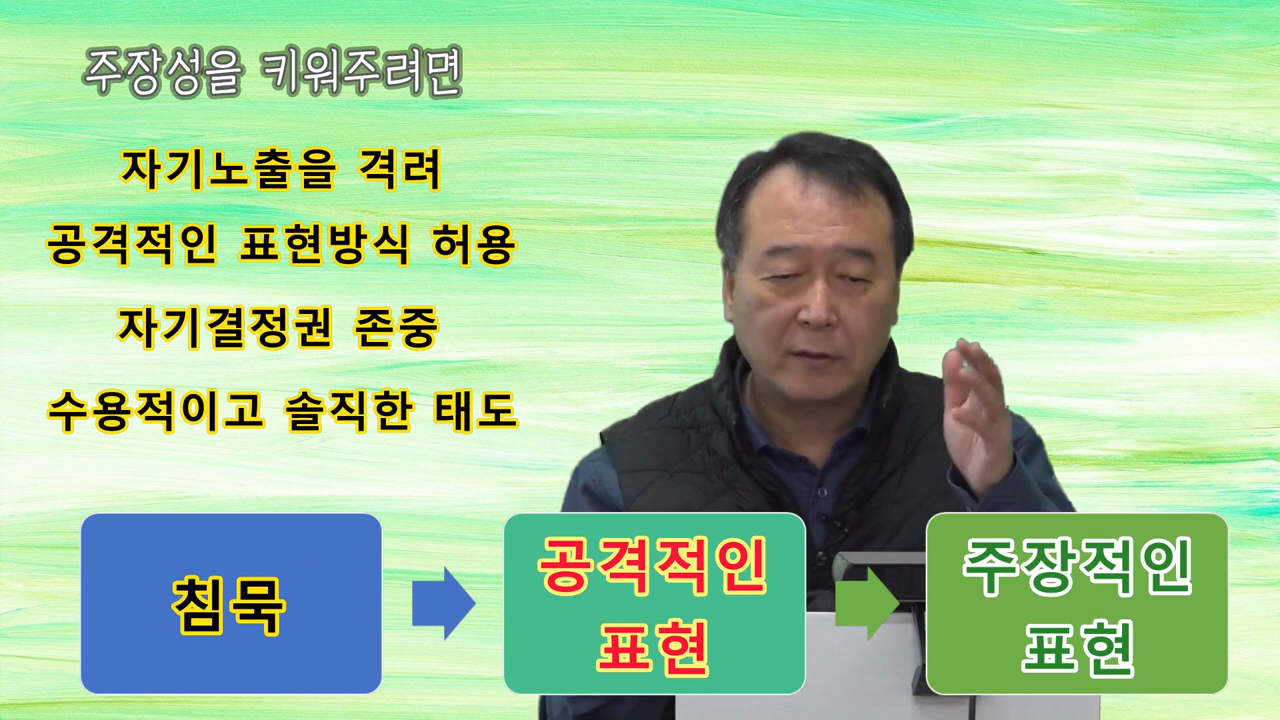 주장성을 키워주려면
자기노출을 격려
공격적인 표현방식 허용
자기결정권 존중
수용적이고 솔직한 태도
침묵
공격적인
표현
주장적인
표현